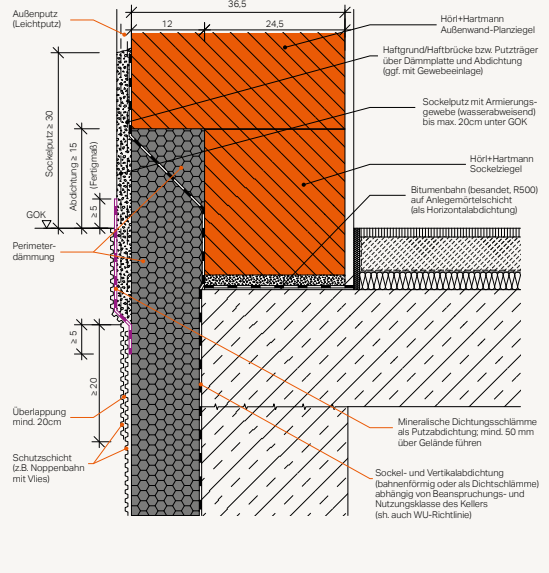 36,5
Außenputz
(Leichtputz)
12
24,5
Hörl+Hartmann
Außenwand-Planziegel
Haftgrund/Haftbrücke bzw. Putzträger
über Dämmplatte und Abdichtung
(ggf. mit Gewebeeinlage)
Sockelputz ≥ 30
Abdichtung ≥ 15
(Fertigmaß)
≥ 5
Sockelputz mit Armierungs-
gewebe (wasserabweisend)
bis max. 20cm unter GOK
Hörl+Hartmann
Sockelziegel
Bitumenbahn (besandet, R500)
auf Anlegemörtelschicht
(als Horizontalabdichtung)
GOK
Perimeter-
dämmung
≥ 5
≥ 20
Überlappung
mind. 20cm
Schutzschicht
(z.B. Noppenbahn
mit Vlies)
Mineralische Dichtungsschlämme
als Putzabdichtung; mind. 50 mm
über Gelände führen
Sockel- und Vertikalabdichtung
(bahnenförmig oder als Dichtschlämme)
abhängig von Beanspruchungs- und
Nutzungsklasse des Kellers
(sh. auch WU-Richtlinie)